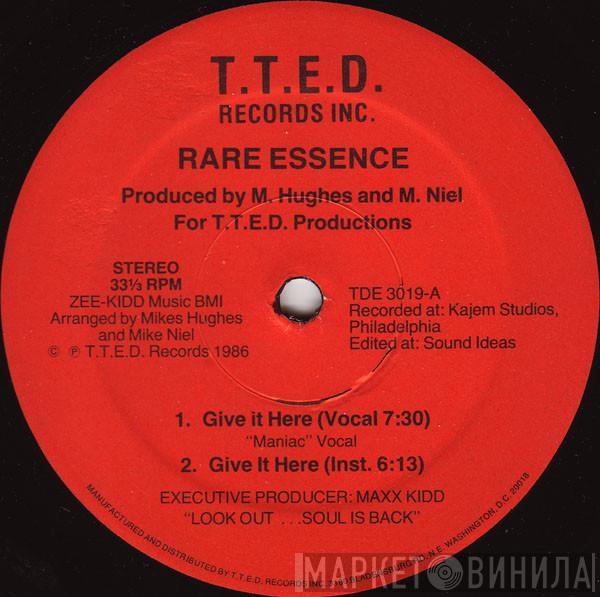 T.T.E.D.
RECORDS INC.
RARE ESSENCE
Produced by M. Hughes and M. Niel
For T.T.E.D. Productions
STEREO
33⅓ RPM
ZEE-KIDD Music BMI
Arranged by Mikes Hughes
and Mike Niel
© ℗ T.T.E.D. Records 1986
TDE 3019-A
Recorded at: Kajem Studios,
Philadelphia
Edited at: Sound Ideas
1. Give it Here (Vocal 7:30)
"Maniac" Vocal
2. Give It Here (Inst. 6:13)
EXECUTIVE PRODUCER: MAXX KIDD
"LOOK OUT . . . SOUL IS BACK"
MANUFACTURED AND DISTRIBUTED BY T.T.E.D. RECORDS INC. BLADENSBURG RD. N.E. WASHINGTON, D.C. 20018
МАРКЕТ ВИНИЛА